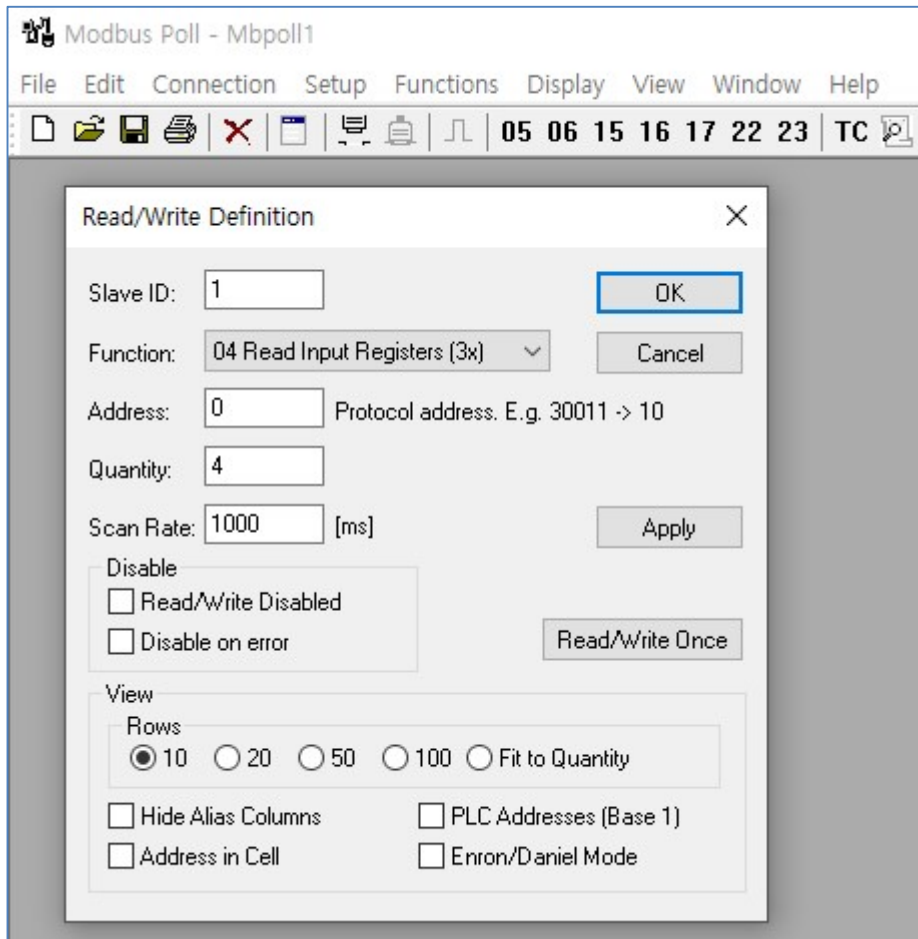 Modbus Poll - Mbpoll1
File Edit Connection Setup Functions Display View Window Help
05 06 15 16 17 22 23 TC
Read/Write Definition
Slave ID: 1 OK
Function: 04 Read Input Registers (3x) Cancel
Address: 0 Protocol address. E.g. 30011 -> 10
Quantity: 4
Scan Rate: 1000 [ms] Apply
Disable
Read/Write Disabled
Disable on error Read/Write Once
View
Rows
10 20 50 100 Fit to Quantity
Hide Alias Columns PLC Addresses (Base 1)
Address in Cell Enron/Daniel Mode